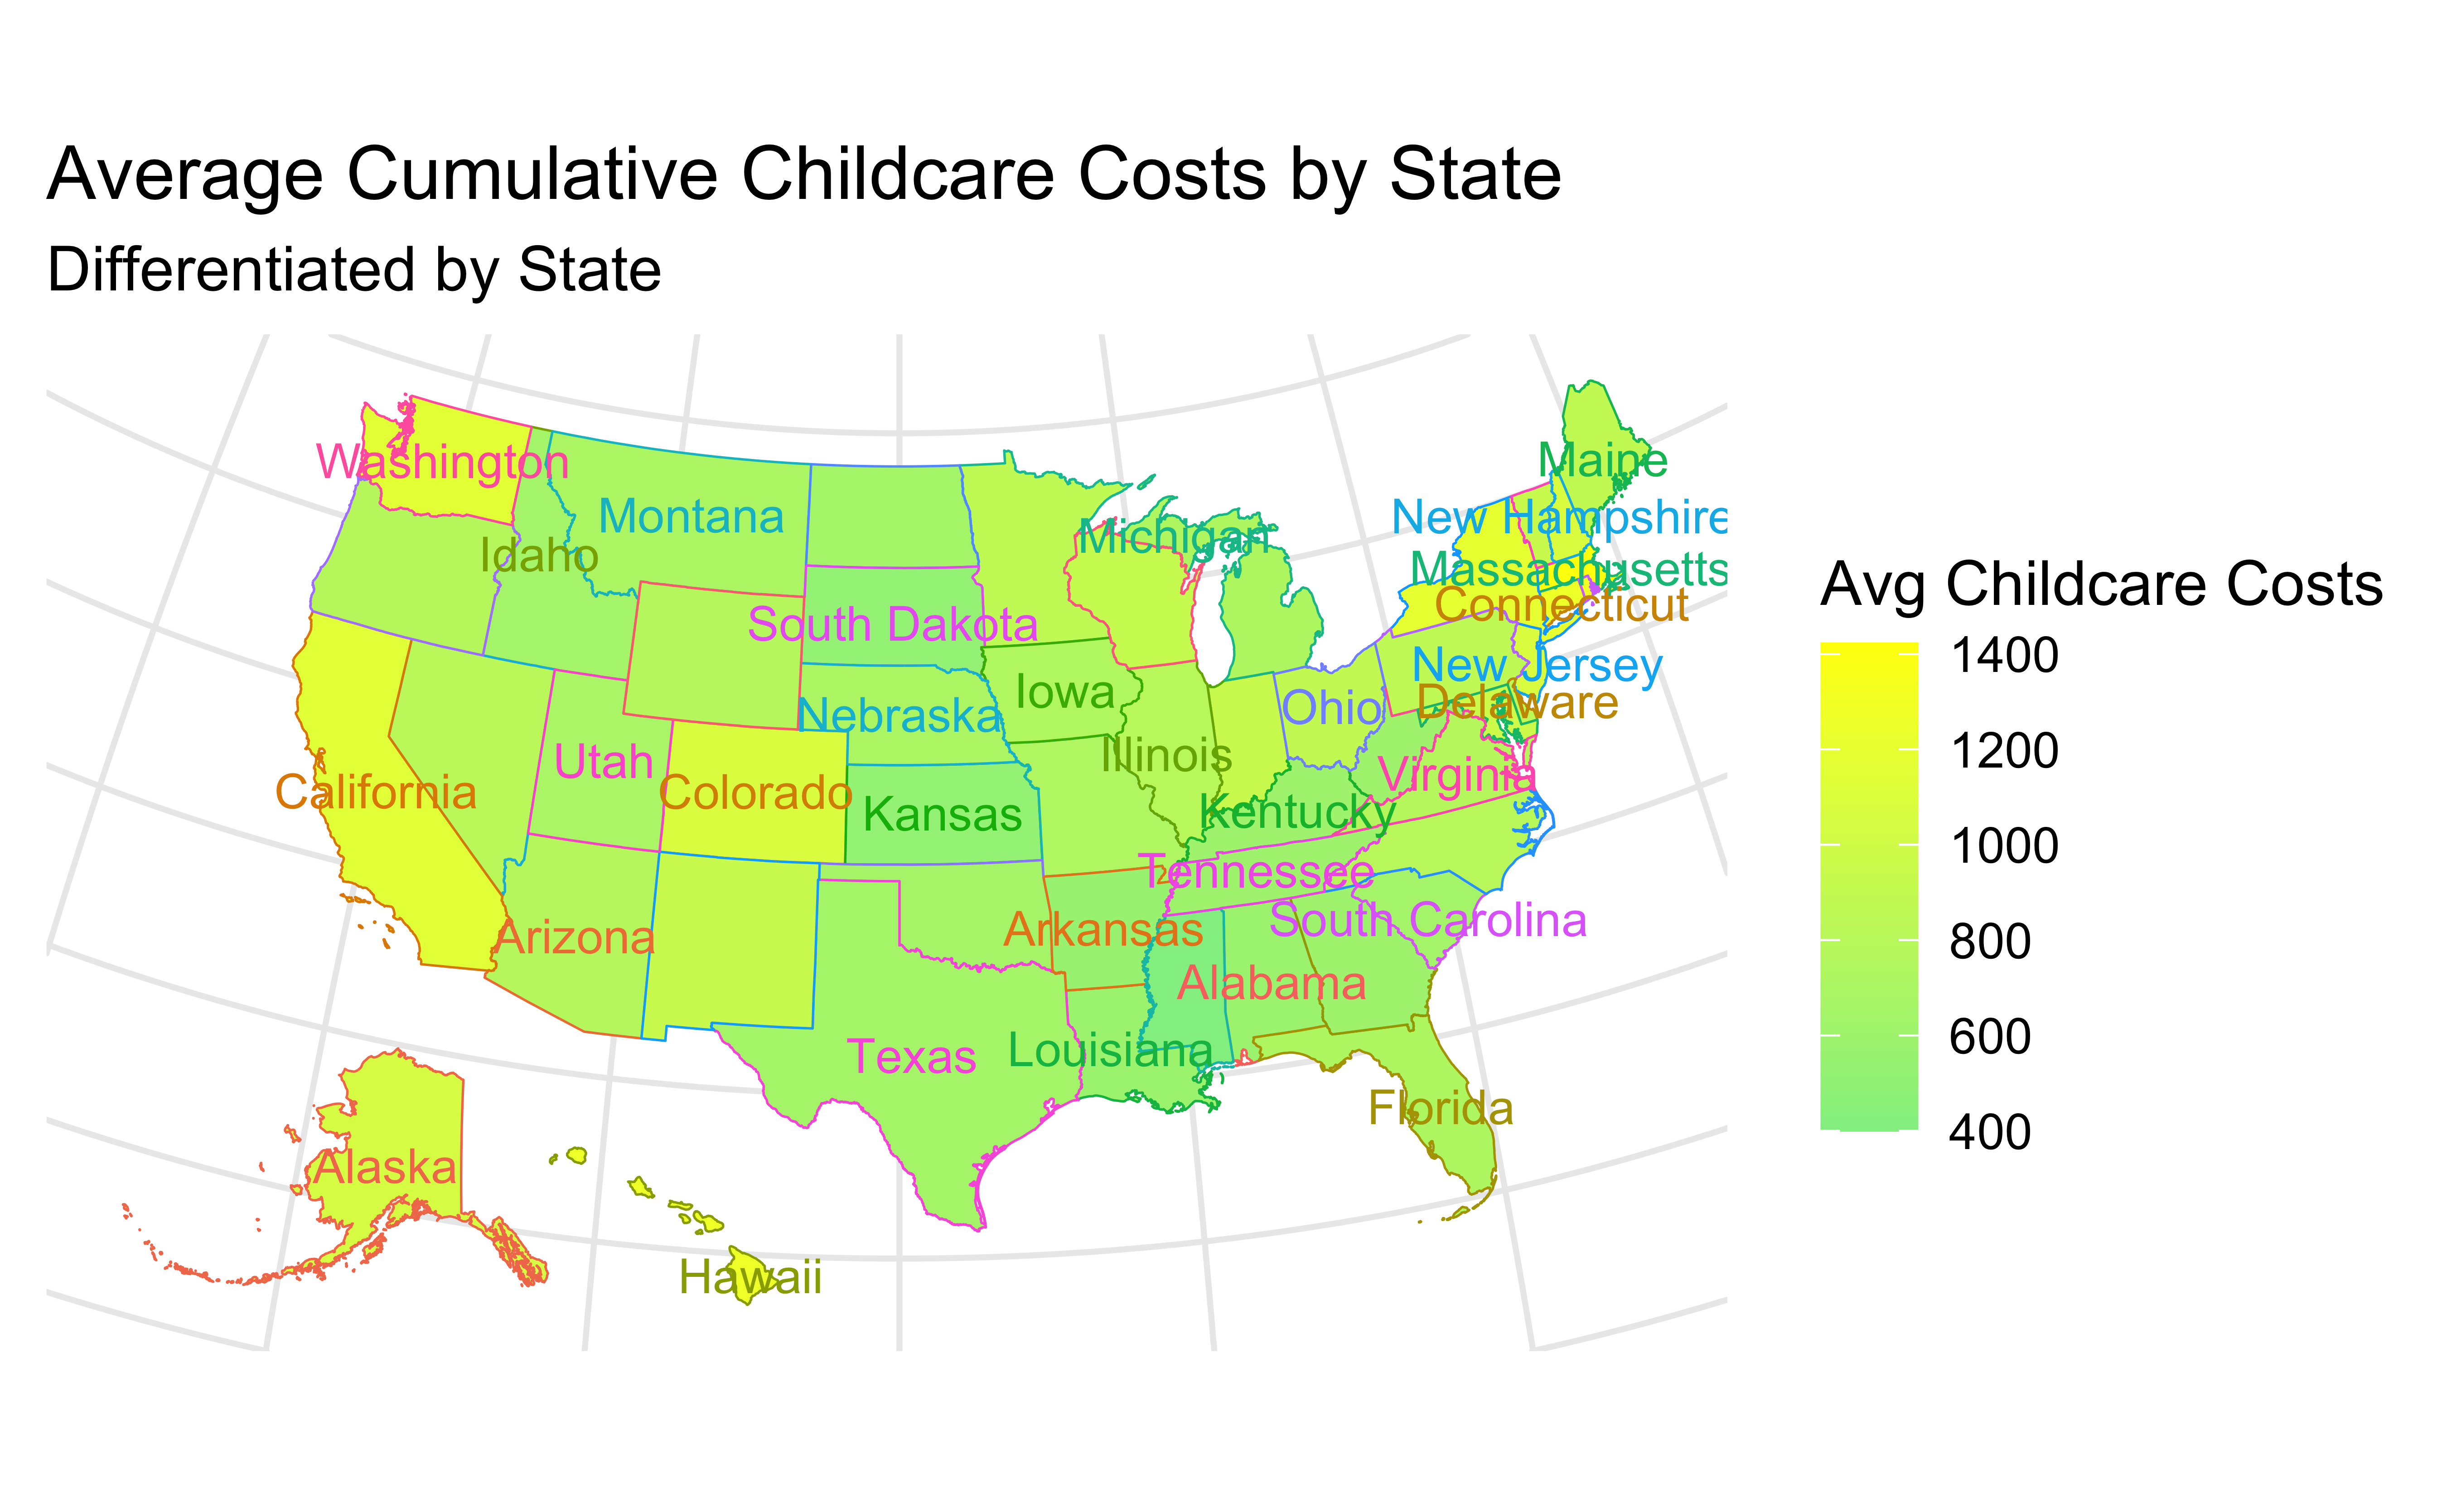 Average Cumulative Childcare Costs by State
Differentiated by State
Washington
Maine
Montana
New Hampshire
Michigan
Idaho
Massachusetts
Connecticut
South Dakota
New Jersey
Iowa
Delaware
Ohio
Nebraska
Illinois
Utah
Virginia
California
Colorado
Kansas
Kentucky
Tennessee
South Carolina
Arkansas
Arizona
Alabama
Louisiana
Texas
Florida
Alaska
Hawaii
Avg Childcare Costs
1400
1200
1000
800
600
400